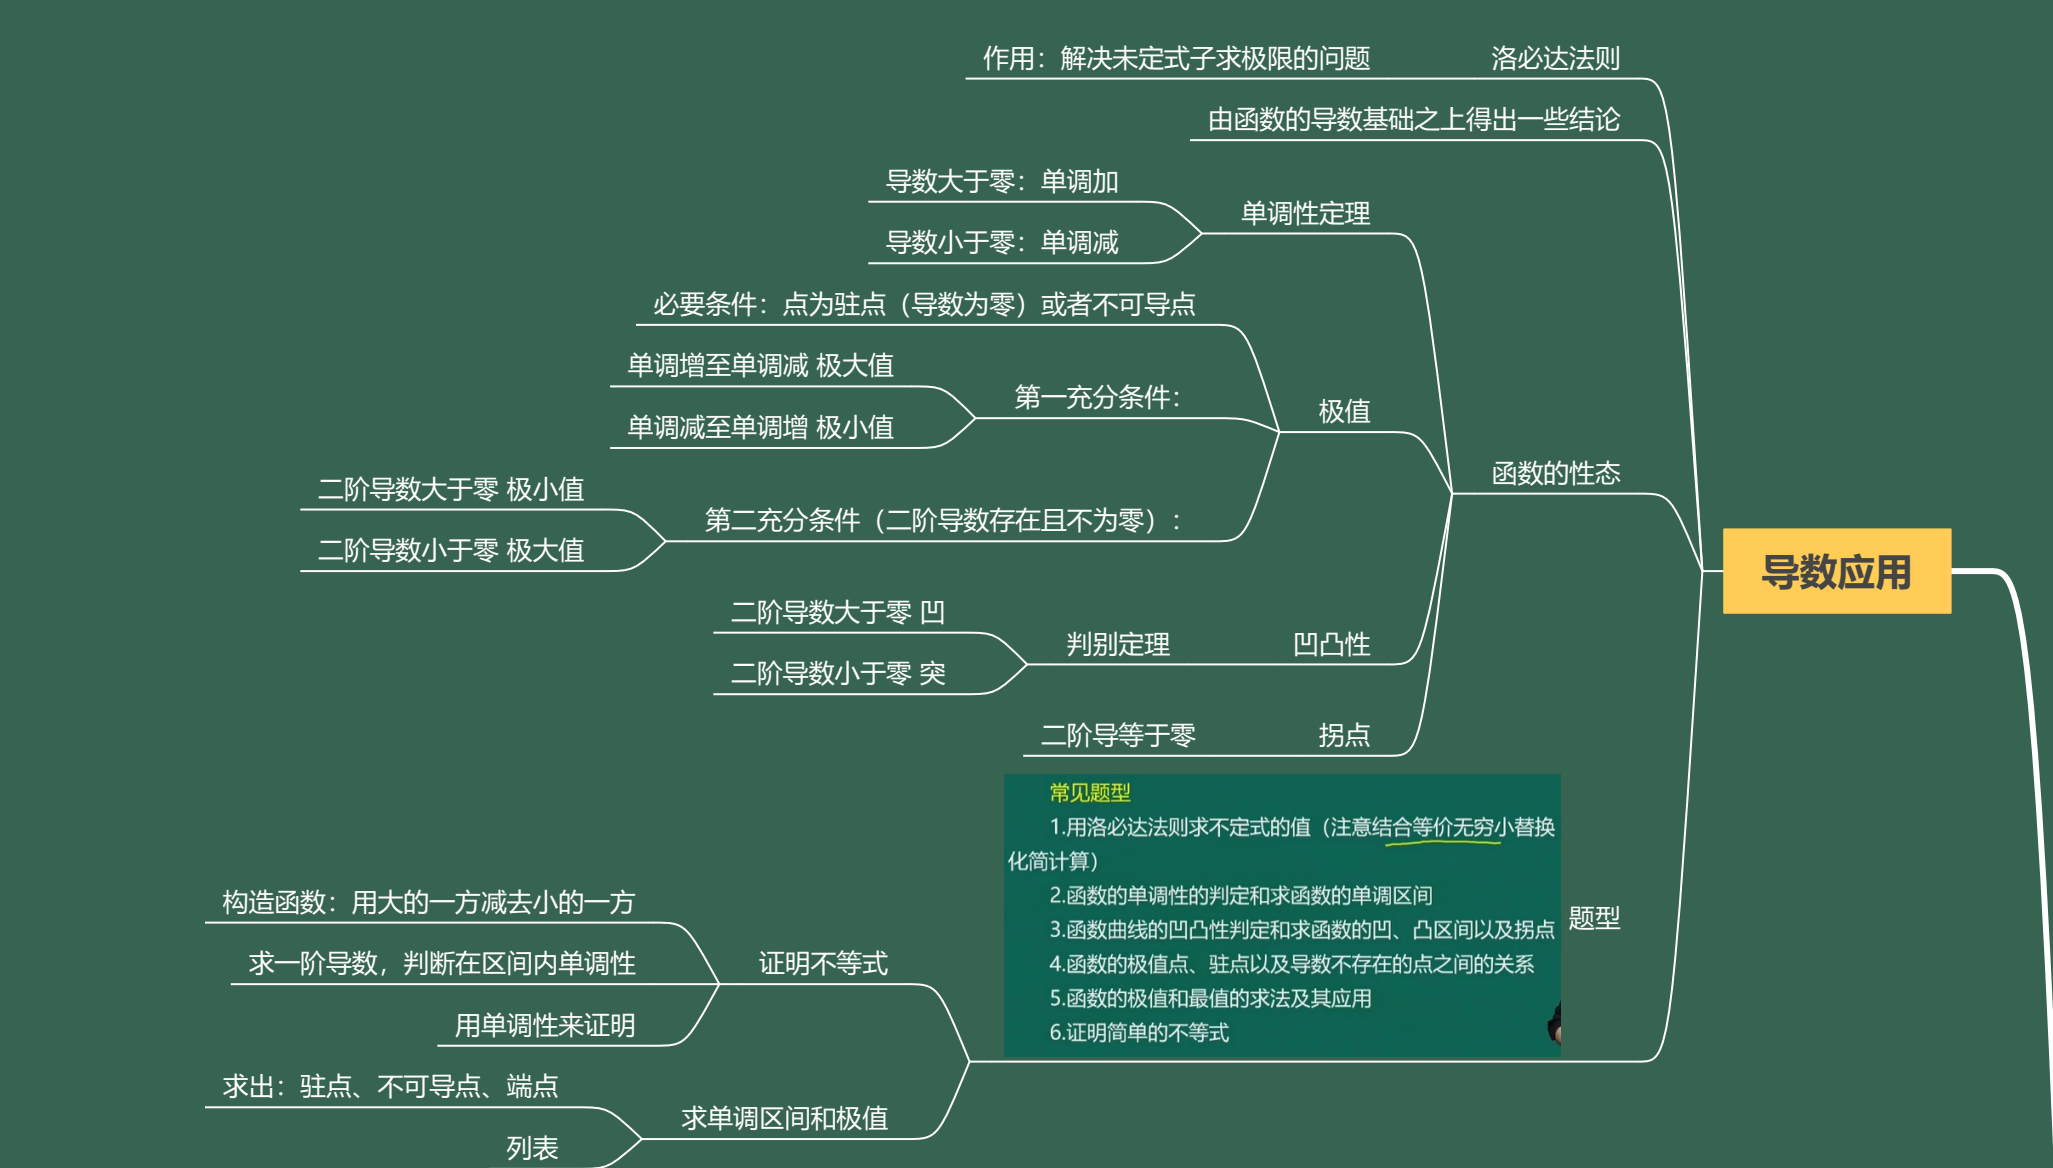 作用：解决未定式子求极限的问题
洛必达法则
由函数的导数基础之上得出一些结论
导数大于零：单调加
导数小于零：单调减
单调性定理
必要条件：点为驻点（导数为零）或者不可导点
单调增至单调减 极大值
单调减至单调增 极小值
第一充分条件：
极值
二阶导数大于零 极小值
二阶导数小于零 极大值
第二充分条件（二阶导数存在且不为零）：
函数的性态
导数应用
二阶导数大于零 凹
二阶导数小于零 突
判别定理
凹凸性
二阶导等于零
拐点
常见题型
1.用洛必达法则求不定式的值（注意结合等价无穷小替换
化简计算）
2.函数的单调性的判定和求函数的单调区间
3.函数曲线的凹凸性判定和求函数的凹、凸区间以及拐点
4.函数的极值点、驻点以及导数不存在的点之间的关系
5.函数的极值和最值的求法及其应用
6.证明简单的不等式
题型
构造函数：用大的一方减去小的一方
求一阶导数，判断在区间内单调性
用单调性来证明
证明不等式
求出：驻点、不可导点、端点
列表
求单调区间和极值